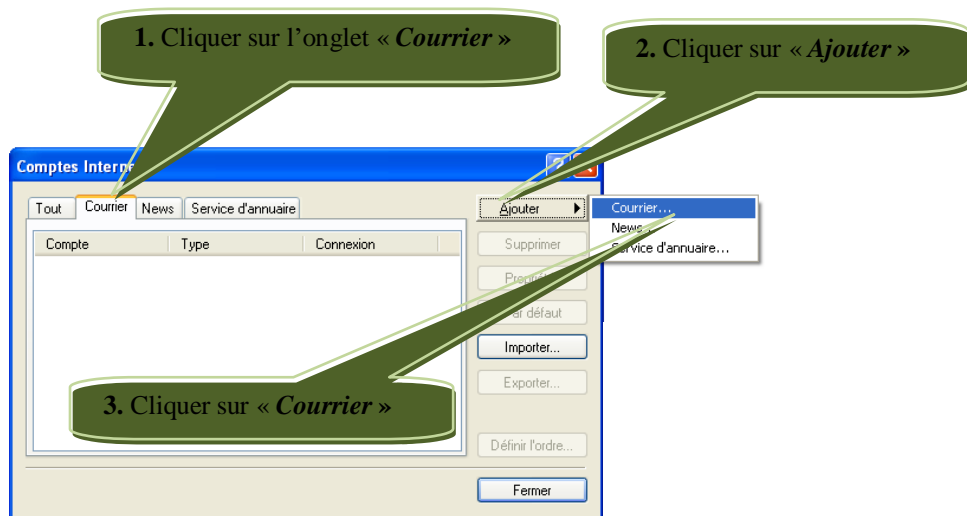 1. Cliquer sur l'onglet « Courrier »
2. Cliquer sur « Ajouter »
Comptes
Tout Courrier News Service d'annuaire
Ajouter
Courrier...
Compte Type Connexion
Supprimer
News...
Service d'annuaire...
défaut
Importer...
Exporter...
3. Cliquer sur « Courrier »
Définir l'ordre...
Fermer